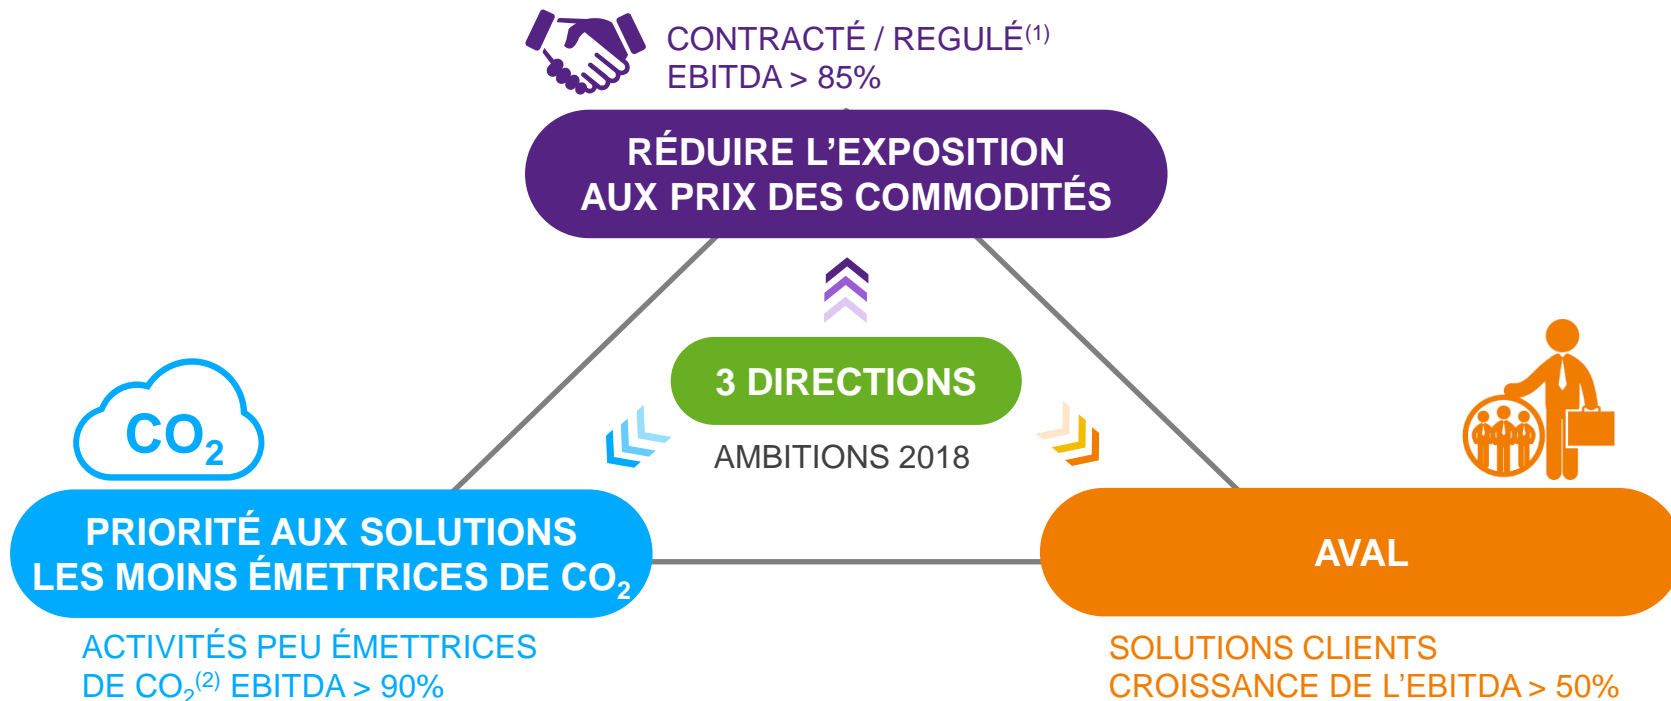 CONTRACTÉ / REGULÉ(1)
EBITDA > 85%
RÉDUIRE L’EXPOSITION
AUX PRIX DES COMMODITÉS
3 DIRECTIONS
AMBITIONS 2018
CO2
PRIORITÉ AUX SOLUTIONS
LES MOINS ÉMETTRICES DE CO2
ACTIVITÉS PEU ÉMETTRICES
DE CO2(2) EBITDA > 90%
AVAL
SOLUTIONS CLIENTS
CROISSANCE DE L’EBITDA > 50%